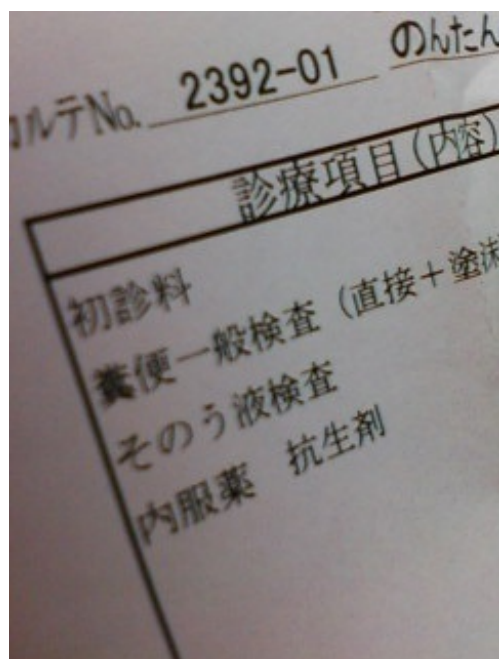 カルテNo. 2392-01 のんたん
診療項目(内容)
初診料
糞便一般検査(直接+塗沫
そのう液検査
内服薬 抗生剤